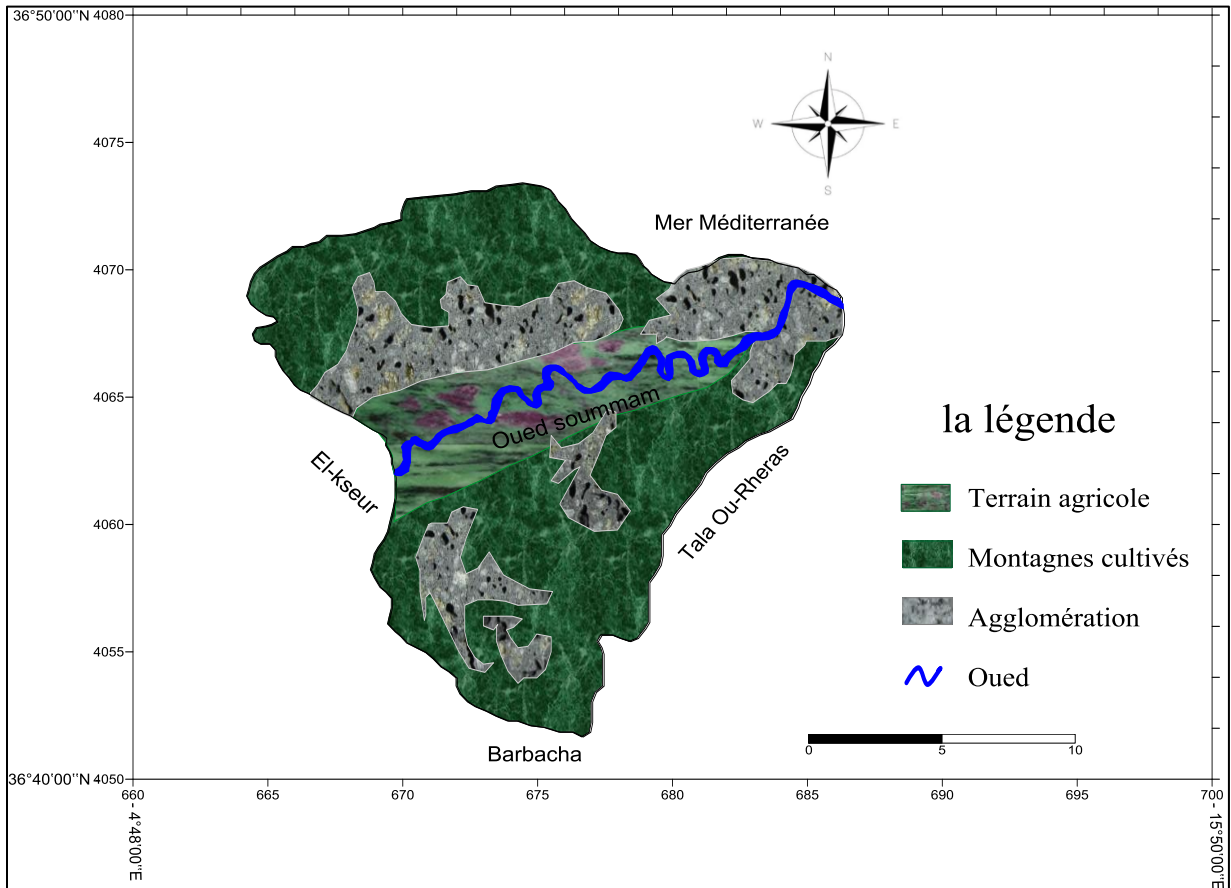 36°50'00"N 4080
4075
4070
4065
4060
4055
36°40'00"N 4050
N
W E
S
Mer Méditerranée
Oued soummam
El-kseur
Tala Ou-Rheras
Barbacha
la légende
Terrain agricole
Montagnes cultivés
Agglomération
Oued
0 5 10
660 665 670 675 680 685 690 695 700
- 4°48'00"E
- 15°50'00"E